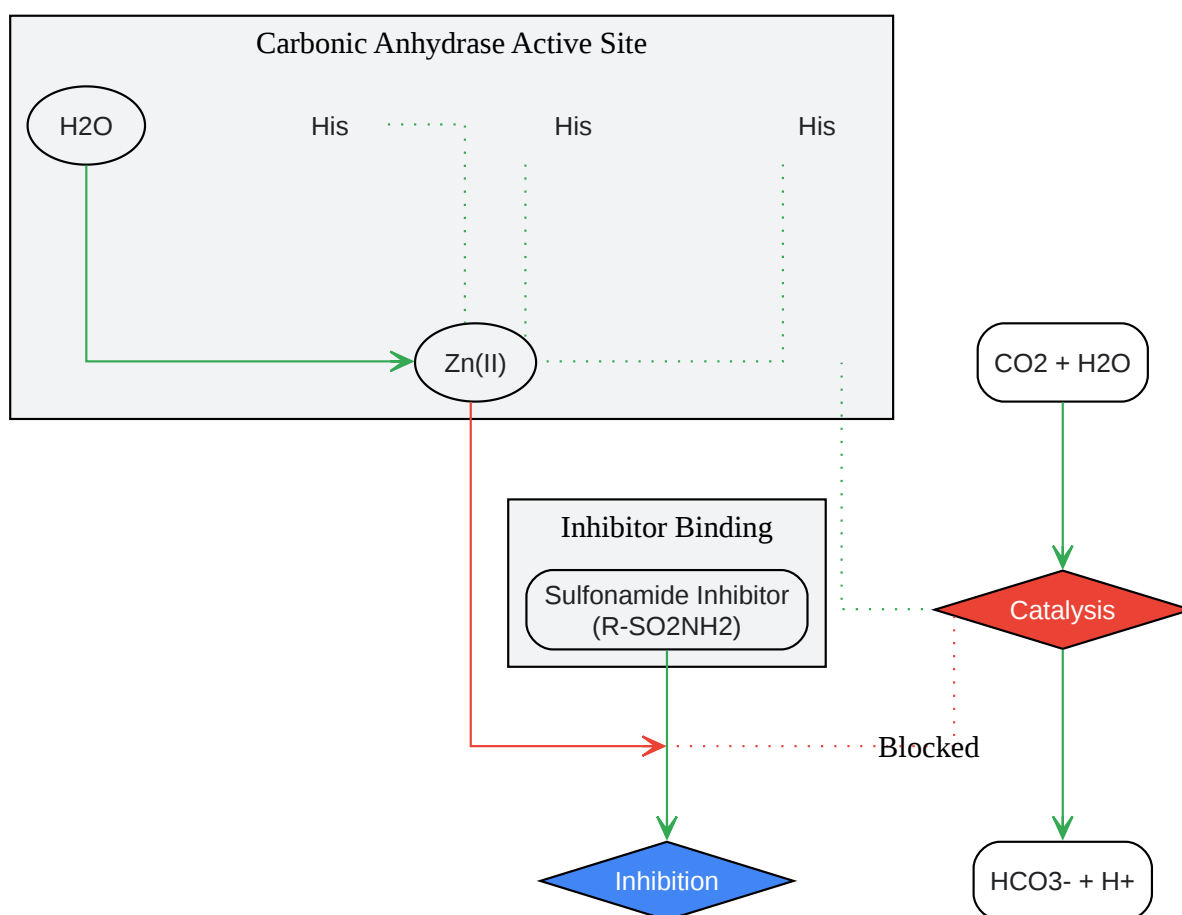 Carbonic Anhydrase Active Site
H2O
His
His
His
Zn(II)
CO2 + H2O
Inhibitor Binding
Sulfonamide Inhibitor
(R-SO2NH2)
Catalysis
Blocked
Inhibition
HCO3- + H+